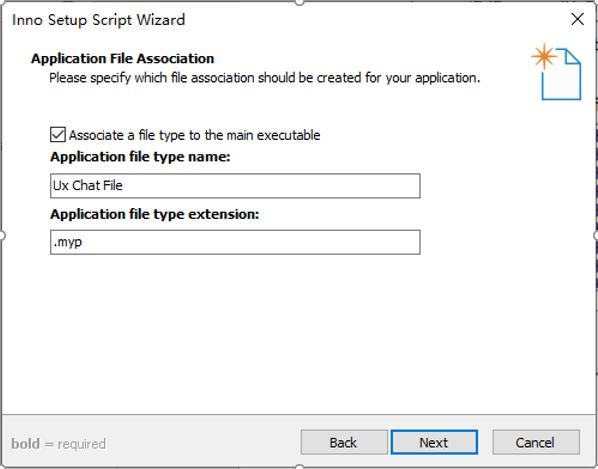 Inno Setup Script Wizard
Application File Association
Please specify which file association should be created for your application.
Associate a file type to the main executable
Application file type name:
Ux Chat File
Application file type extension:
.myp
bold = required
Back
Next
Cancel